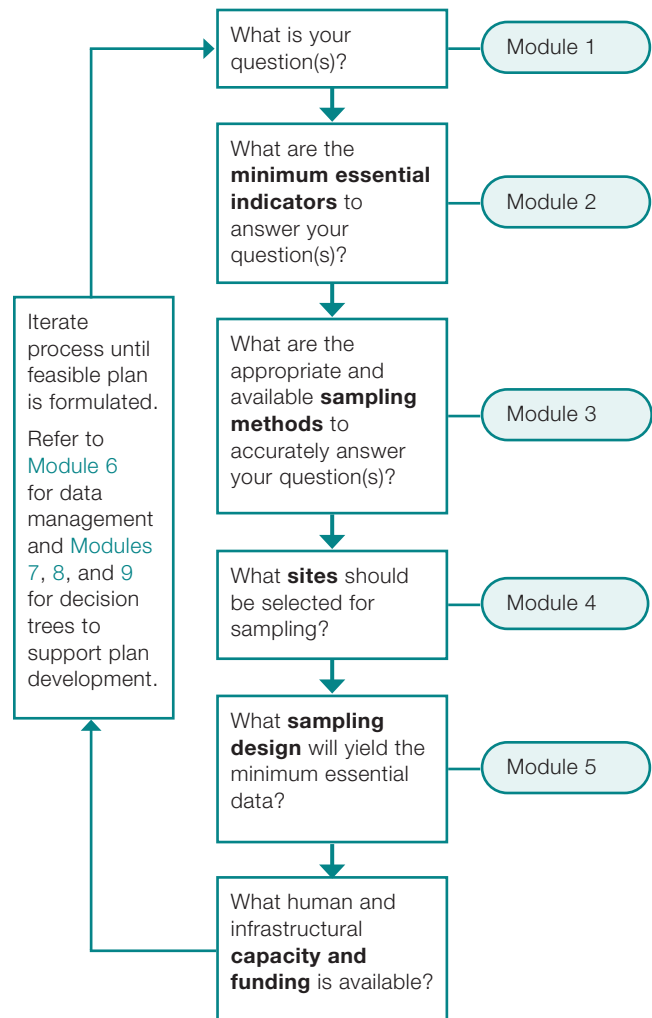 What is your
question(s)?
Module 1
What are the
minimum essential
indicators to
answer your
question(s)?
Module 2
What are the
appropriate and
available sampling
methods to
accurately answer
your question(s)?
Module 3
What sites should
be selected for
sampling?
Module 4
What sampling
design will yield the
minimum essential
data?
Module 5
What human and
infrastructural
capacity and
funding is available?
Iterate
process until
feasible plan
is formulated.
Refer to
Module 6
for data
management
and Modules
7, 8, and 9
for decision
trees to
support plan
development.